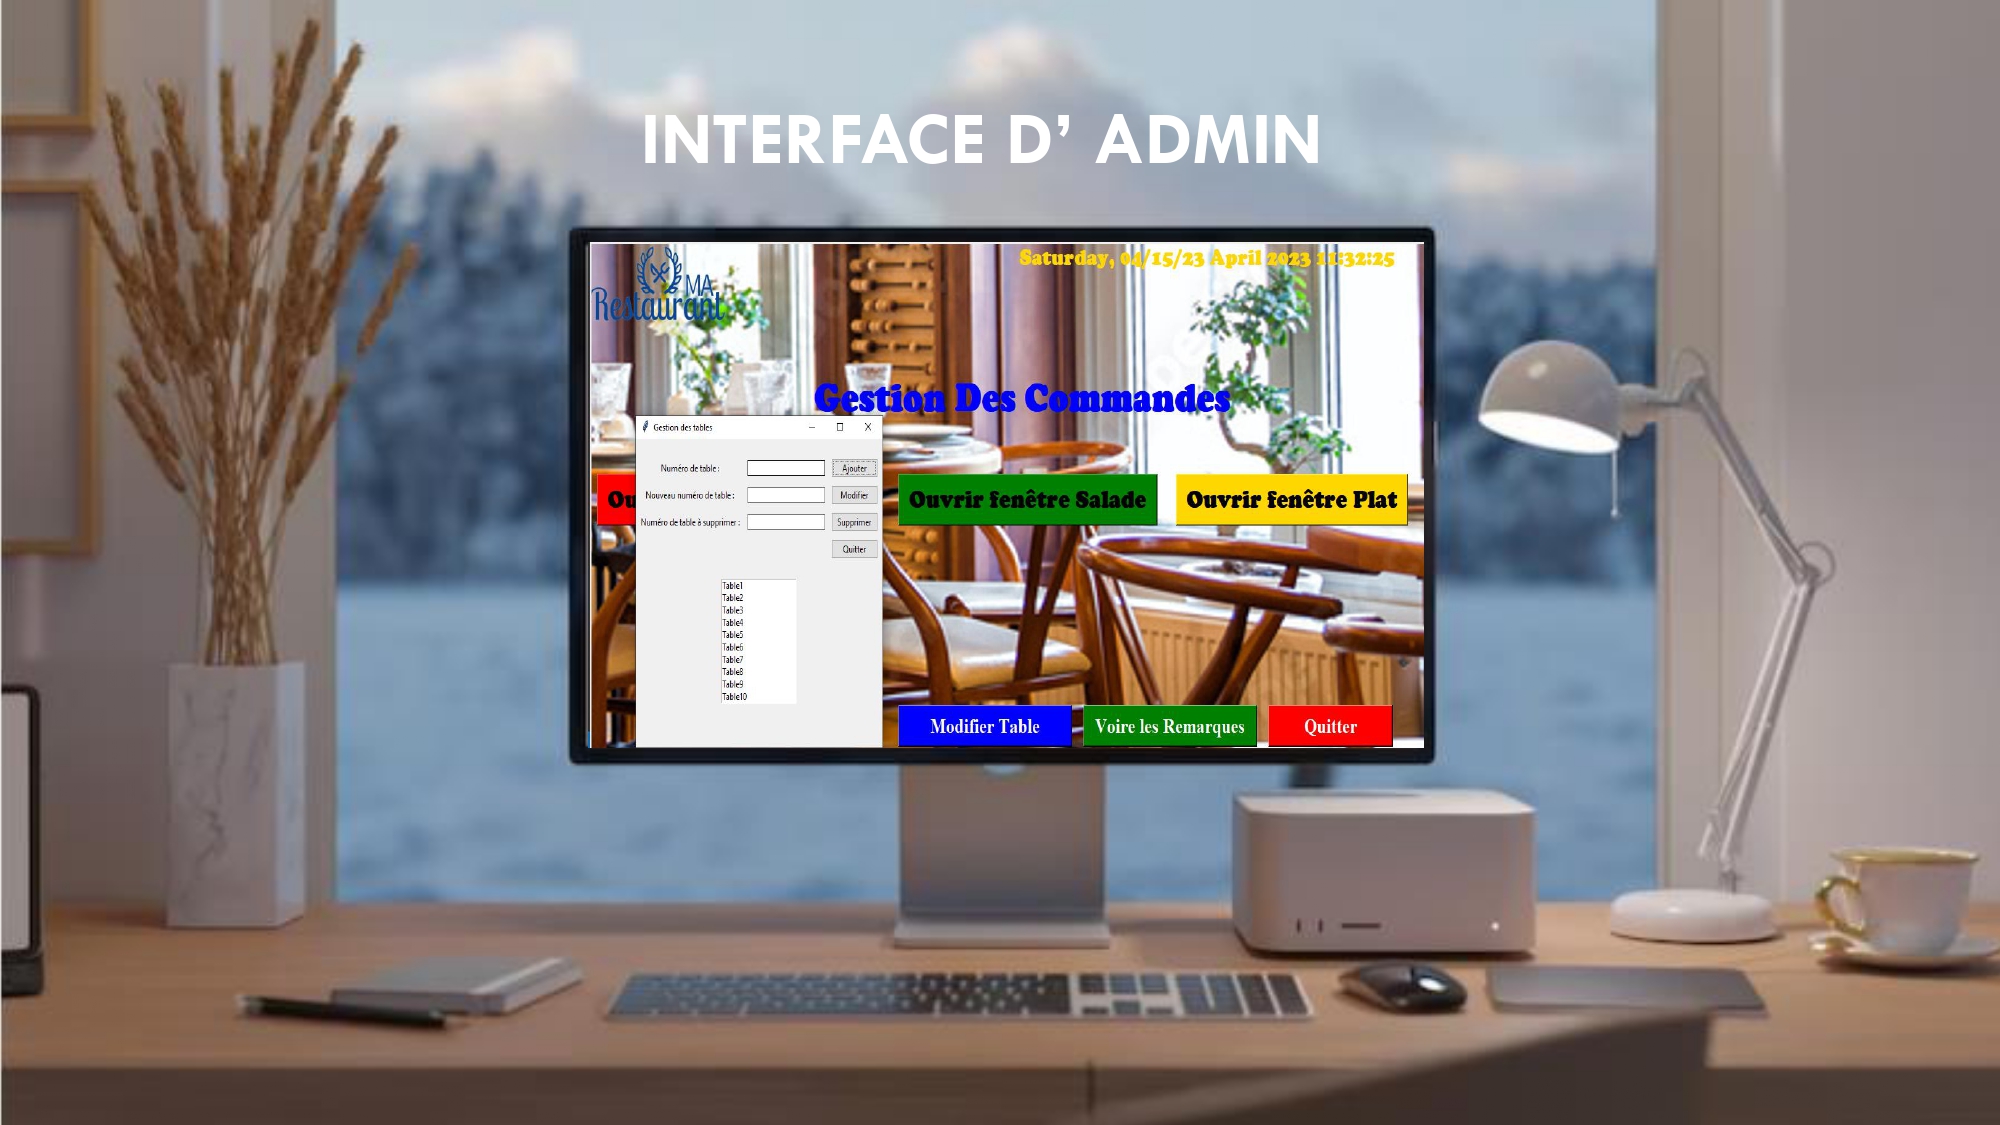 INTERFACE D’ ADMIN
Saturday, 04/15/23 April 2023 11:32:25
MA
Restaurant
Gestion Des Commandes
Gestion des tables
Numéro de table :
Ajouter
Nouveau numéro de table :
Modifier
Numéro de table à supprimer :
Supprimer
Quitter
Ou
Ouvrir fenêtre Salade
Ouvrir fenêtre Plat
Table1
Table2
Table3
Table4
Table5
Table6
Table7
Table8
Table9
Table10
Modifier Table
Voire les Remarques
Quitter